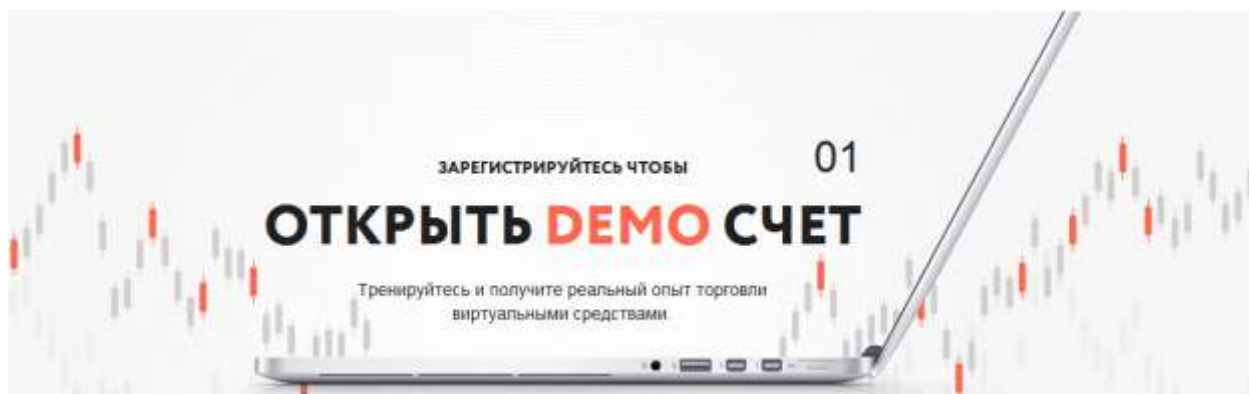 ЗАРЕГИСТРИРУЙТЕСЬ ЧТОБЫ
01
ОТКРЫТЬ DEMO СЧЕТ
Тренируйтесь и получите реальный опыт торговли
виртуальными средствами